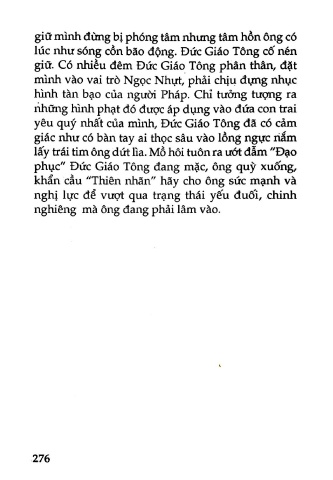 giữ mình đừng bị phóng tâm nhưng tâm hồn ông có
lúc như sóng cồn bão động. Đức Giáo Tông cố nén
giữ. Có nhiều đêm Đức Giáo Tông phân thân, đặt
mình vào vai trò Ngọc Nhựt, phải chịu đựng nhục
hình tàn bạo của người Pháp. Chỉ tưởng tượng ra
những hình phạt đó được áp dụng vào đứa con trai
yêu quý nhất của mình, Đức Giáo Tông đã có cảm
giác như có bàn tay ai thọc sâu vào lồng ngực nắm
lấy trái tim ông dứt lìa. Mồ hôi tuôn ra ướt đẫm “Đạo
phục” Đức Giáo Tông đang mặc, ông quỳ xuống,
khẩn cầu “Thiên nhãn” hãy cho ông sức mạnh và
nghị lực để vượt qua trạng thái yếu đuối, chinh
nghiêng mà ông đang phải lâm vào.
276